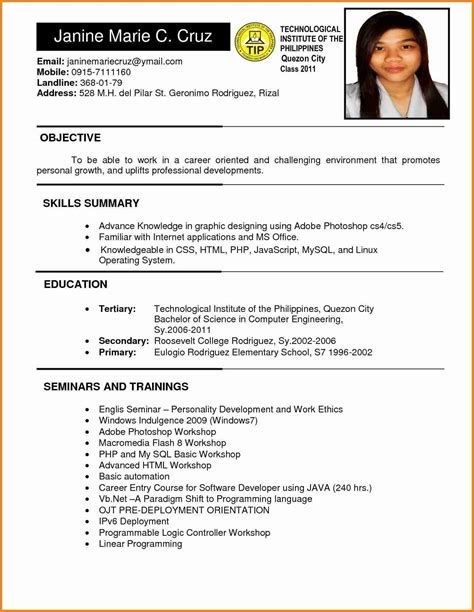 Janine Marie C. Cruz
TIP
TECHNOLOGICAL
INSTITUTE OF THE
PHILIPPINES
Quezon City
Class 2011
Email: janinemariecruz@ymail.com
Mobile: 0915-7111160
Landline: 368-01-79
Address: 528 M.H. del Pilar St. Geronimo Rodriguez, Rizal
OBJECTIVE
To be able to work in a career oriented and challenging environment that promotes
personal growth, and uplifts professional developments.
SKILLS SUMMARY
• Advance Knowledge in graphic designing using Adobe Photoshop cs4/cs5.
• Familiar with Internet applications and MS Office.
• Knowledgeable in CSS, HTML, PHP, JavaScript, MySQL, and Linux
Operating System.
EDUCATION
• Tertiary: Technological Institute of the Philippines, Quezon City
Bachelor of Science in Computer Engineering,
Sy.2006-2011
• Secondary: Roosevelt College Rodriguez, Sy.2002-2006
• Primary: Eulogio Rodriguez Elementary School, S7 1996-2002
SEMINARS AND TRAININGS
• Englis Seminar – Personality Development and Work Ethics
• Windows Indulgence 2009 (Windows7)
• Adobe Photoshop Workshop
• Macromedia Flash 8 Workshop
• PHP and My SQL Basic Workshop
• Advanced HTML Workshop
• Basic automation
• Career Entry Course for Software Developer using JAVA (240 hrs.)
• Vb.Net –A Paradigm Shift to Programming language
• OJT PRE-DEPLOYMENT ORIENTATION
• IPv6 Deployment
• Programmable Logic Controller Workshop
• Linear Programming